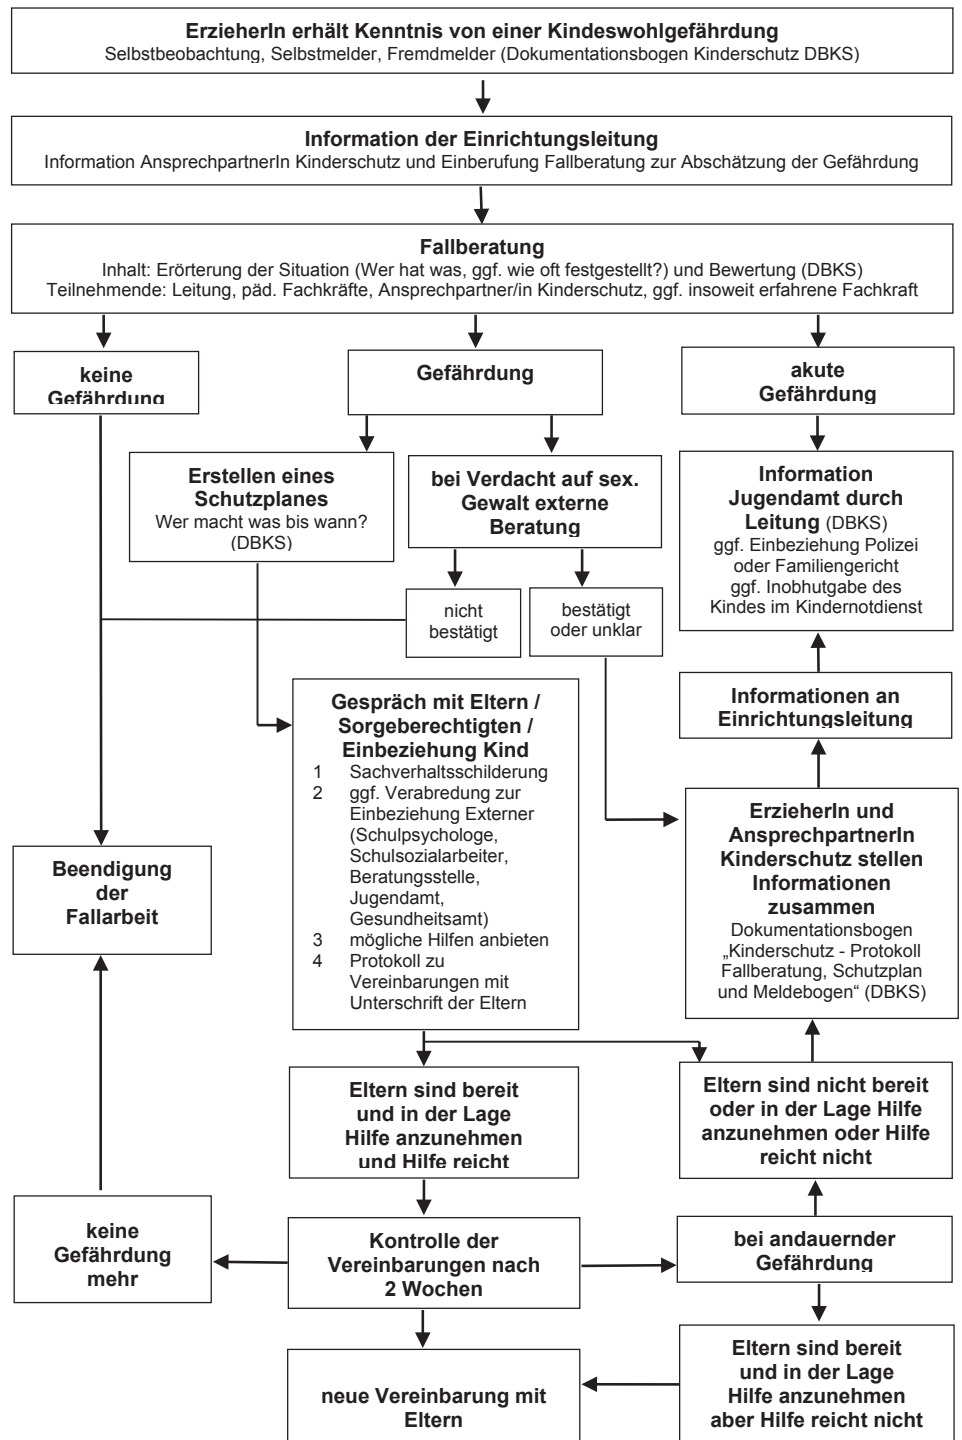 ErzieherIn erhält Kenntnis von einer Kindeswohlgefährdung
Selbstbeobachtung, Selbstmelder, Fremdmelder (Dokumentationsbogen Kinderschutz DBKS)
Information der Einrichtungsleitung
Information AnsprechpartnerIn Kinderschutz und Einberufung Fallberatung zur Abschätzung der Gefährdung
Fallberatung
Inhalt: Erörterung der Situation (Wer hat was, ggf. wie oft festgestellt?) und Bewertung (DBKS)
Teilnehmende: Leitung, päd. Fachkräfte, Ansprechpartner/in Kinderschutz, ggf. insoweit erfahrene Fachkraft
keine
Gefährdung
Gefährdung
akute
Gefährdung
Erstellen eines
Schutzplanes
Wer macht was bis wann?
(DBKS)
bei Verdacht auf sex.
Gewalt externe
Beratung
Information
Jugendamt durch
Leitung (DBKS)
ggf. Einbeziehung Polizei
oder Familiengericht
ggf. Inobhutgabe des
Kindes im Kindernotdienst
nicht
bestätigt
bestätigt
oder unklar
Informationen an
Einrichtungsleitung
Gespräch mit Eltern /
Sorgeberechtigten /
Einbeziehung Kind
1 Sachverhaltsschilderung
2 ggf. Verabredung zur
Einbeziehung Externer
(Schulpsychologe,
Schulsozialarbeiter,
Beratungsstelle,
Jugendamt,
Gesundheitsamt)
3 mögliche Hilfen anbieten
4 Protokoll zu
Vereinbarungen mit
Unterschrift der Eltern
ErzieherIn und
AnsprechpartnerIn
Kinderschutz stellen
Informationen
zusammen
Dokumentationsbogen
„Kinderschutz - Protokoll
Fallberatung, Schutzplan
und Meldebogen“ (DBKS)
Beendigung
der
Fallarbeit
Eltern sind bereit
und in der Lage
Hilfe anzunehmen
und Hilfe reicht
Eltern sind nicht bereit
oder in der Lage Hilfe
anzunehmen oder Hilfe
reicht nicht
keine
Gefährdung
mehr
Kontrolle der
Vereinbarungen nach
2 Wochen
bei andauernder
Gefährdung
neue Vereinbarung mit
Eltern
Eltern sind bereit
und in der Lage
Hilfe anzunehmen
aber Hilfe reicht nicht